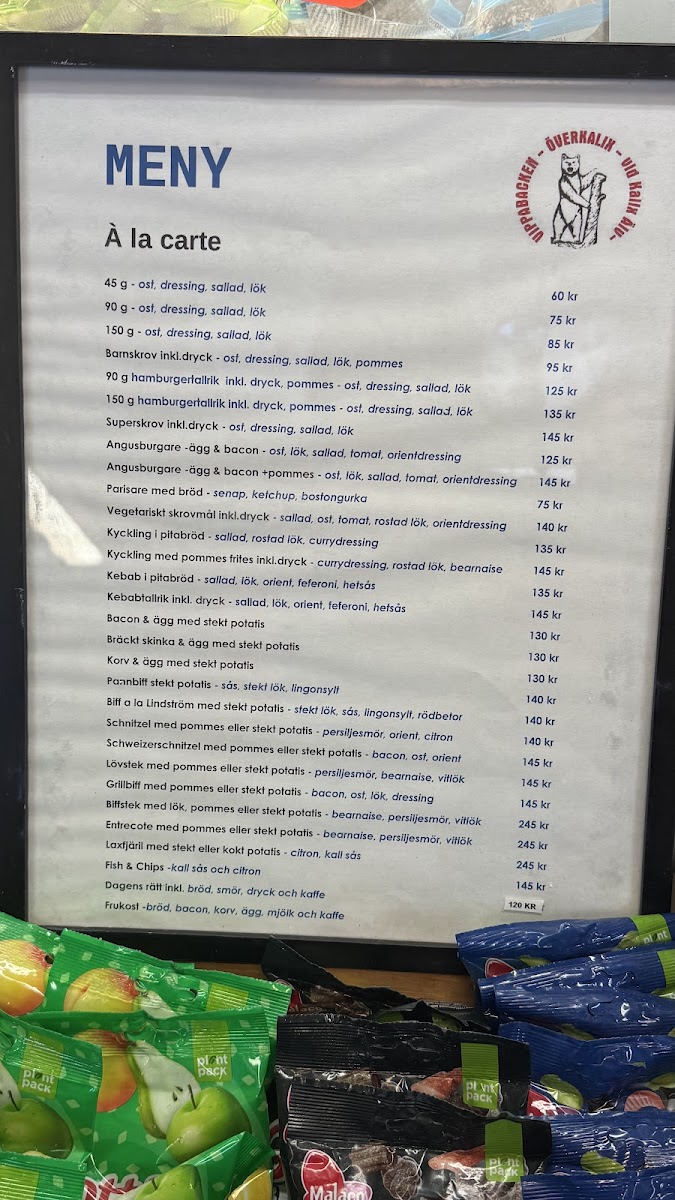 MENY
UIPPABACKEN - ÖVERKALIX - vid Kalix Älv-
À la carte
45 g - ost, dressing, sallad, lök 60 kr
90 g - ost, dressing, sallad, lök 75 kr
150 g - ost, dressing, sallad, lök 85 kr
Barnskrov inkl.dryck - ost, dressing, sallad, lök, pommes 95 kr
90 g hamburgertallrik inkl. dryck, pommes - ost, dressing, sallad, lök 125 kr
150 g hamburgertallrik inkl. dryck, pommes - ost, dressing, sallad, lök 135 kr
Superskrov inkl.dryck - ost, dressing, sallad, lök 145 kr
Angusburgare -ägg & bacon - ost, lök, sallad, tomat, orientdressing 125 kr
Angusburgare -ägg & bacon +pommes - ost, lök, sallad, tomat, orientdressing 145 kr
Parisare med bröd - senap, ketchup, bostongurka 75 kr
Vegetariskt skrovmål inkl.dryck - sallad, ost, tomat, rostad lök, orientdressing 140 kr
Kyckling i pitabröd - sallad, rostad lök, currydressing 135 kr
Kyckling med pommes frites inkl.dryck - currydressing, rostad lök, bearnaise 145 kr
Kebab i pitabröd - sallad, lök, orient, feferoni, hetsås 135 kr
Kebabtallrik inkl. dryck - sallad, lök, orient, feferoni, hetsås 145 kr
Bacon & ägg med stekt potatis 130 kr
Bräckt skinka & ägg med stekt potatis 130 kr
Korv & ägg med stekt potatis 130 kr
Pannbiff stekt potatis - sås, stekt lök, lingonsylt 140 kr
Biff a la Lindström med stekt potatis - stekt lök, sås, lingonsylt, rödbetor 140 kr
Schnitzel med pommes eller stekt potatis - persiljesmör, orient, citron 140 kr
Schweizerschnitzel med pommes eller stekt potatis - bacon, ost, orient 145 kr
Lövstek med pommes eller stekt potatis - persiljesmör, bearnaise, vitlök 145 kr
Grillbiff med pommes eller stekt potatis - bacon, ost, lök, dressing 145 kr
Biffstek med lök, pommes eller stekt potatis - bearnaise, persiljesmör, vitlök 245 kr
Entrecote med pommes eller stekt potatis - bearnaise, persiljesmör, vitlök 245 kr
Laxfjäril med stekt eller kokt potatis - citron, kall sås 245 kr
Fish & Chips -kall sås och citron 145 kr
Dagens rätt inkl. bröd, smör, dryck och kaffe 120 KR
Frukost -bröd, bacon, korv, ägg, mjölk och kaffe
plant
plant pack
plant pack
plant pack
plant pack
Malaco